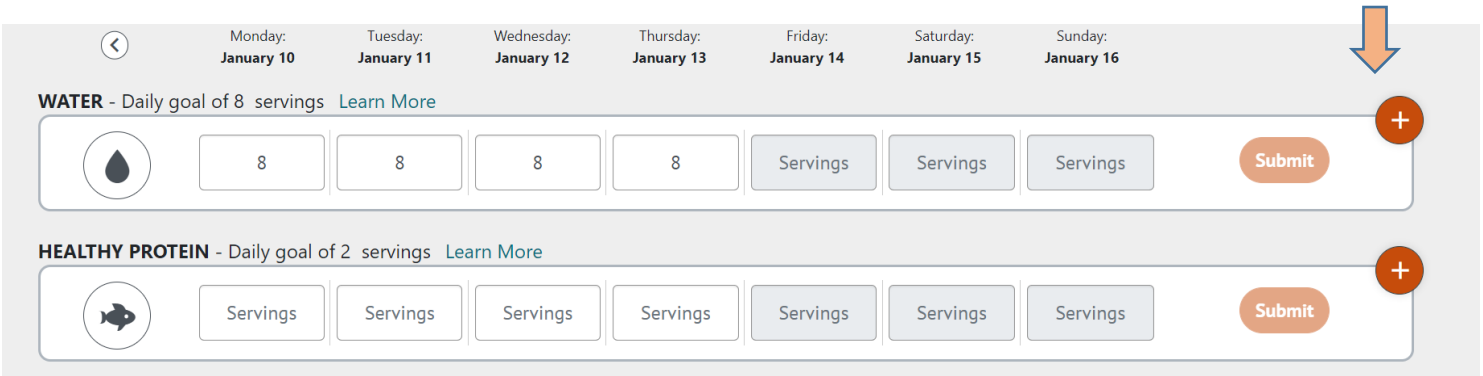 Monday: Tuesday: Wednesday: Thursday: Friday: Saturday: Sunday:
January 10 January 11 January 12 January 13 January 14 January 15 January 16
WATER - Daily goal of 8 servings Learn More
8 8 8 8 Servings Servings Servings Submit
HEALTHY PROTEIN - Daily goal of 2 servings Learn More
Servings Servings Servings Servings Servings Servings Servings Submit